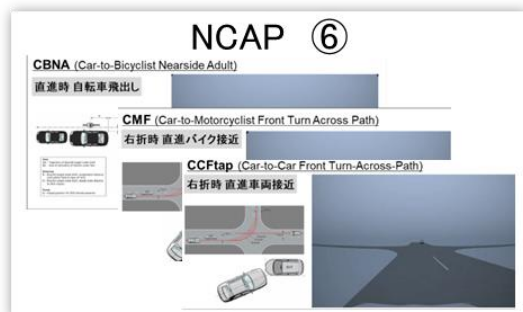 NCAP ⑥
CBNA (Car-to-Bicyclist Nearside Adult)
直進時 自転車飛出し
CMF (Car-to-Motorcyclist Front Turn Across Path)
右折時 直進バイク接近
CCFtap (Car-to-Car Front Turn-Across-Path)
右折時 直進車両接近